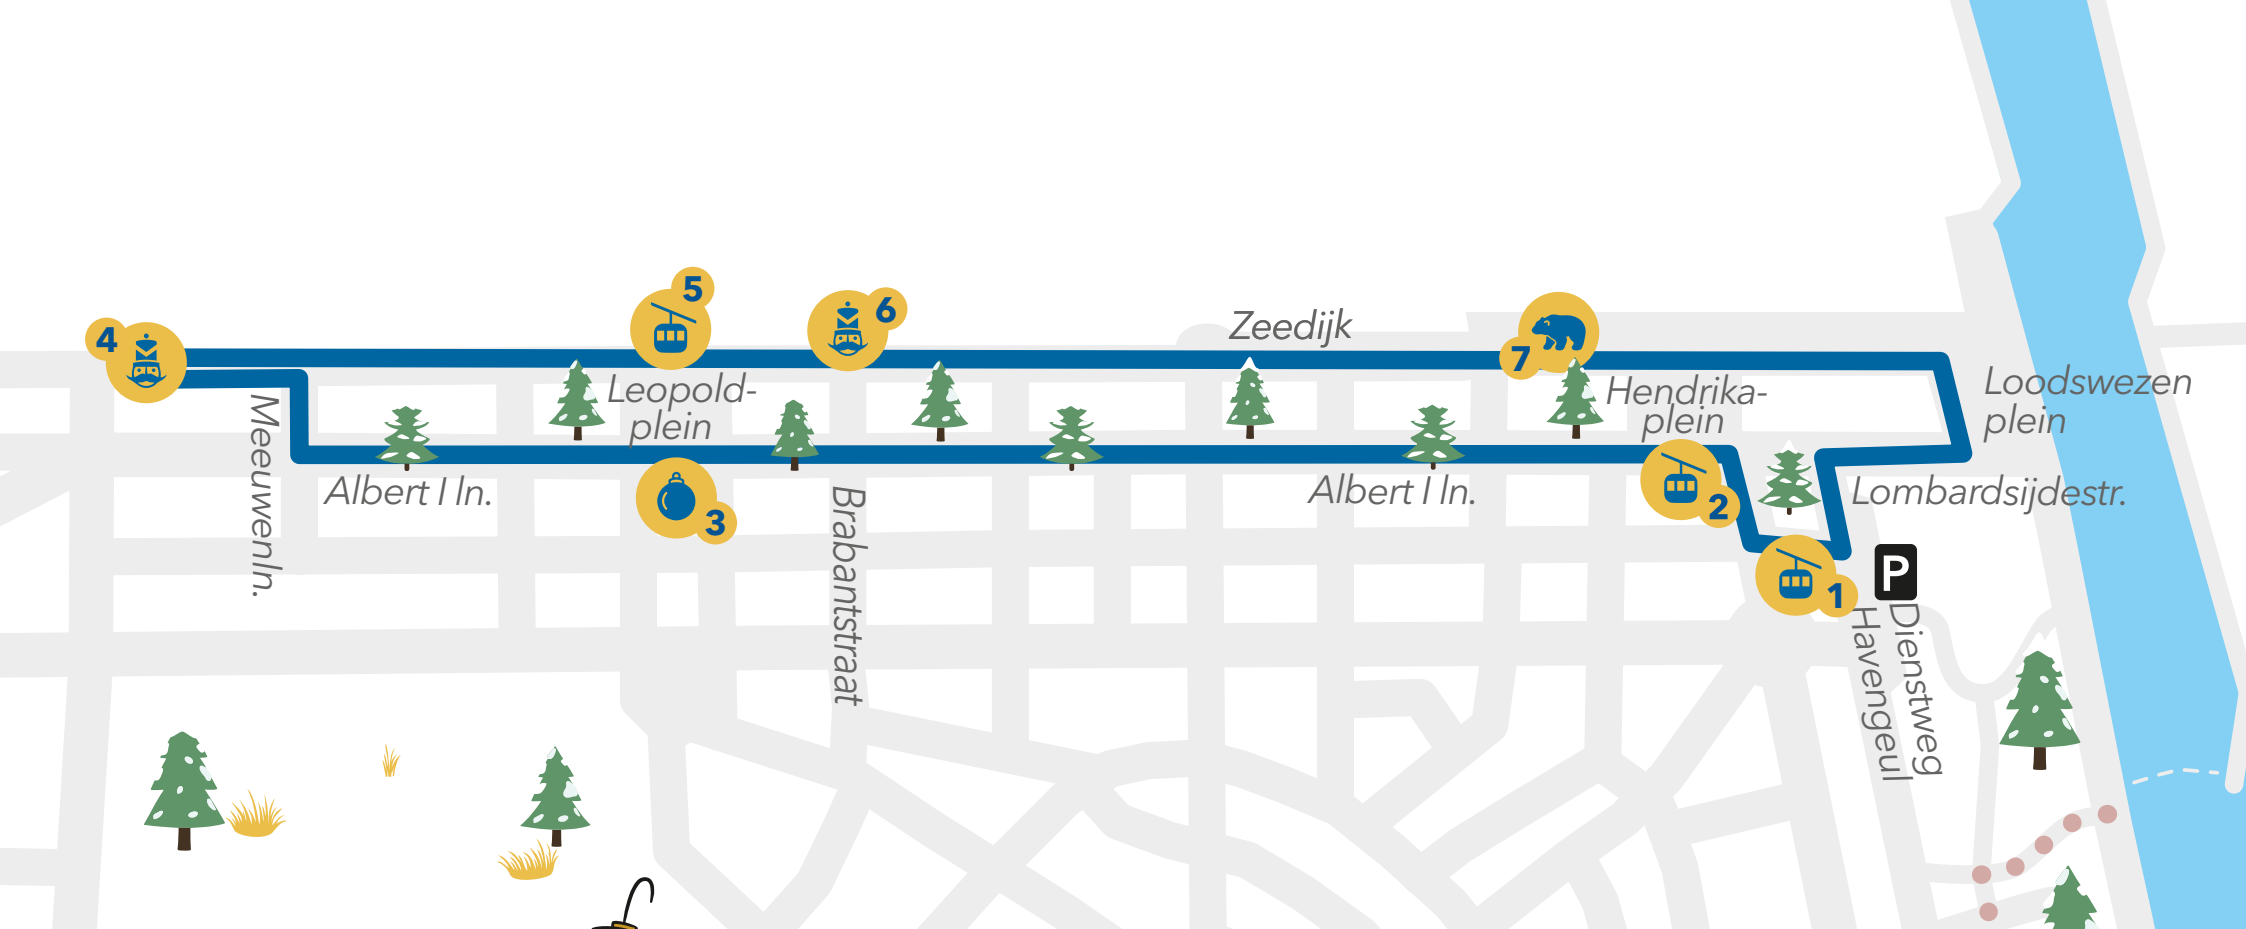 5
6
4
Zeedijk
7
Leopold-
plein
Hendrika-
plein
Loodswezen
plein
Meeuwenln.
Albert I ln.
3
Brabantstraat
Albert I ln.
2
Lombardsijdestr.
1
P
Dienstweg
Havengeul